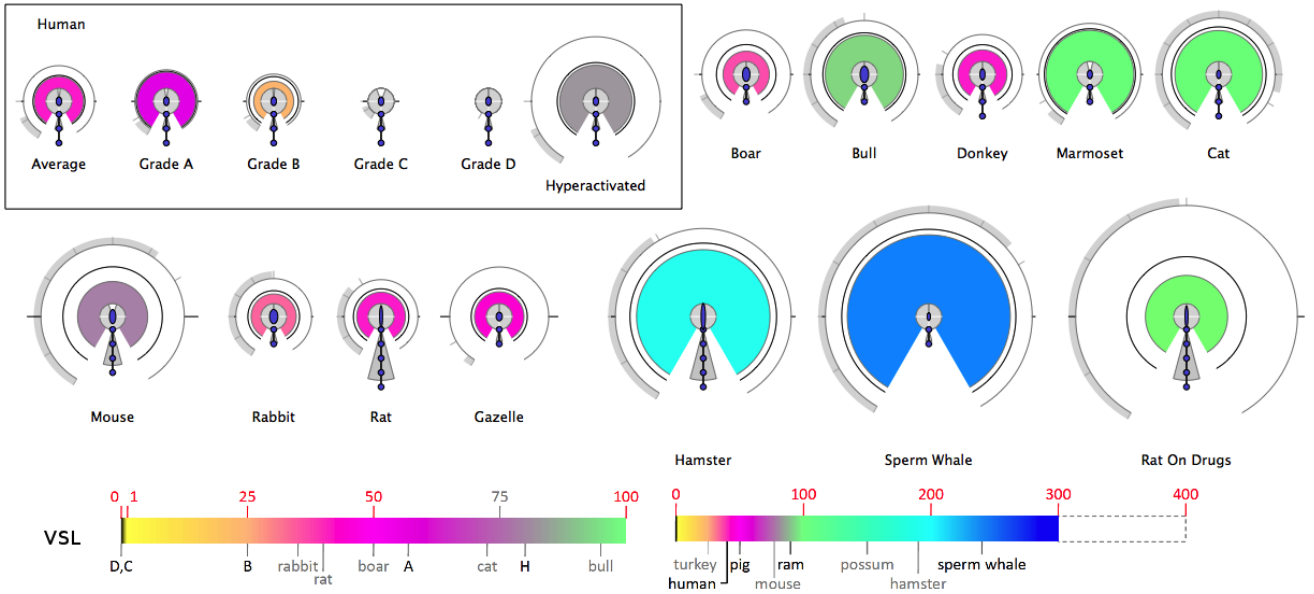 Human
Average
Grade A
Grade B
Grade C
Grade D
Hyperactivated
Boar
Bull
Donkey
Marmoset
Cat
Mouse
Rabbit
Rat
Gazelle
Hamster
Sperm Whale
Rat On Drugs
VSL
0 1 25 50 75 100
D,C B rabbit rat boar A cat H bull
0 100 200 300 400
turkey pig ram possum sperm whale
human mouse hamster